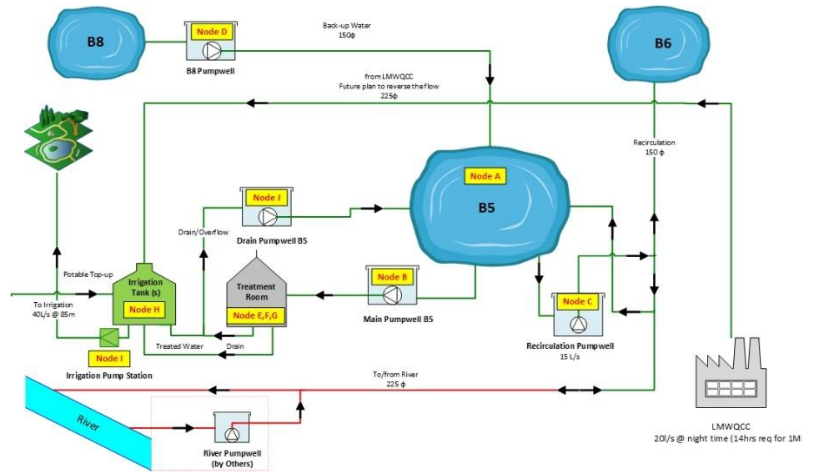 B8
Node D
B8 Pumpwell
Back-up Water
150ϕ
B6
from LMWQCC
Future plan to reverse the flow
225ϕ
Recirculation
150 ϕ
Node A
B5
Node J
Drain/Overflow
Drain Pumpwell B5
Potable Top-up
Irrigation
Tank (s)
Node H
Treatment
Room
Node E,F,G
Node B
Main Pumpwell B5
Node C
Recirculation Pumpwell
15 L/s
To Irrigation
40L/s @ 85m
Treated Water
Drain
Node I
Irrigation Pump Station
To/from River
225 ϕ
River
River Pumpwell
(by Others)
LMWQCC
20l/s @ night time (14hrs req for 1M